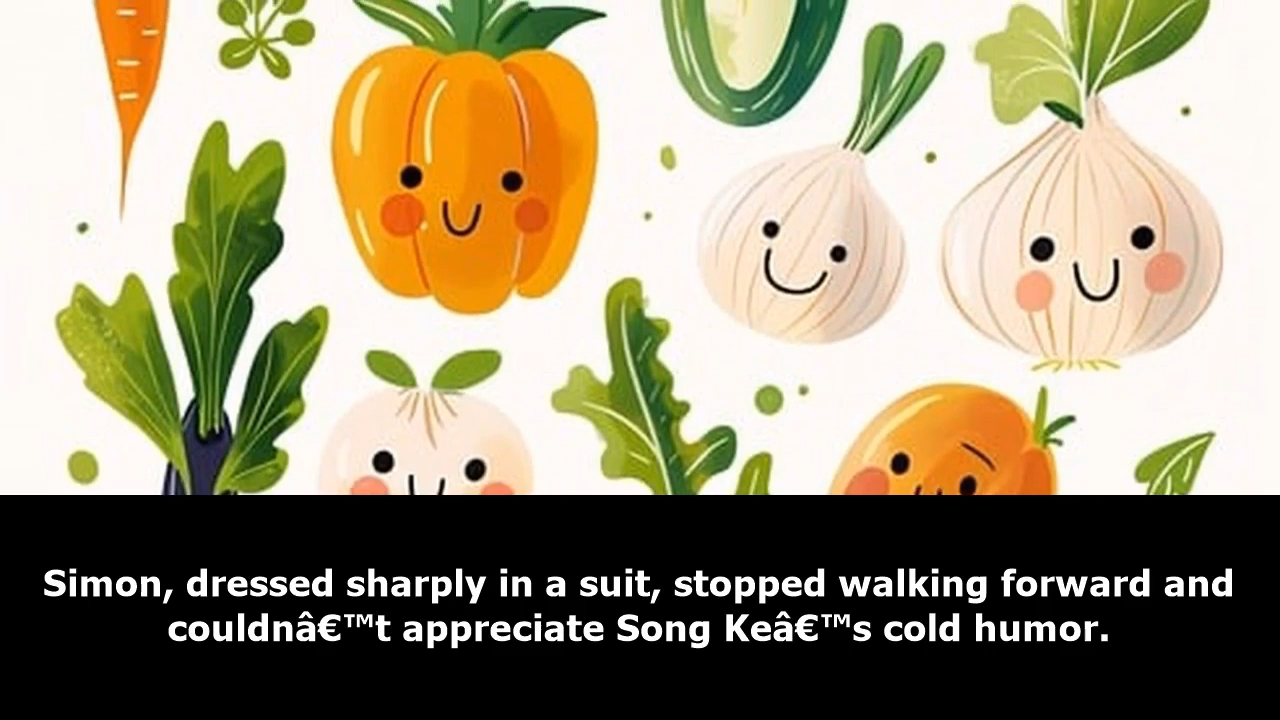 Simon, dressed sharply in a suit, stopped walking forward and
couldnâ€™t appreciate Song Keâ€™s cold humor.